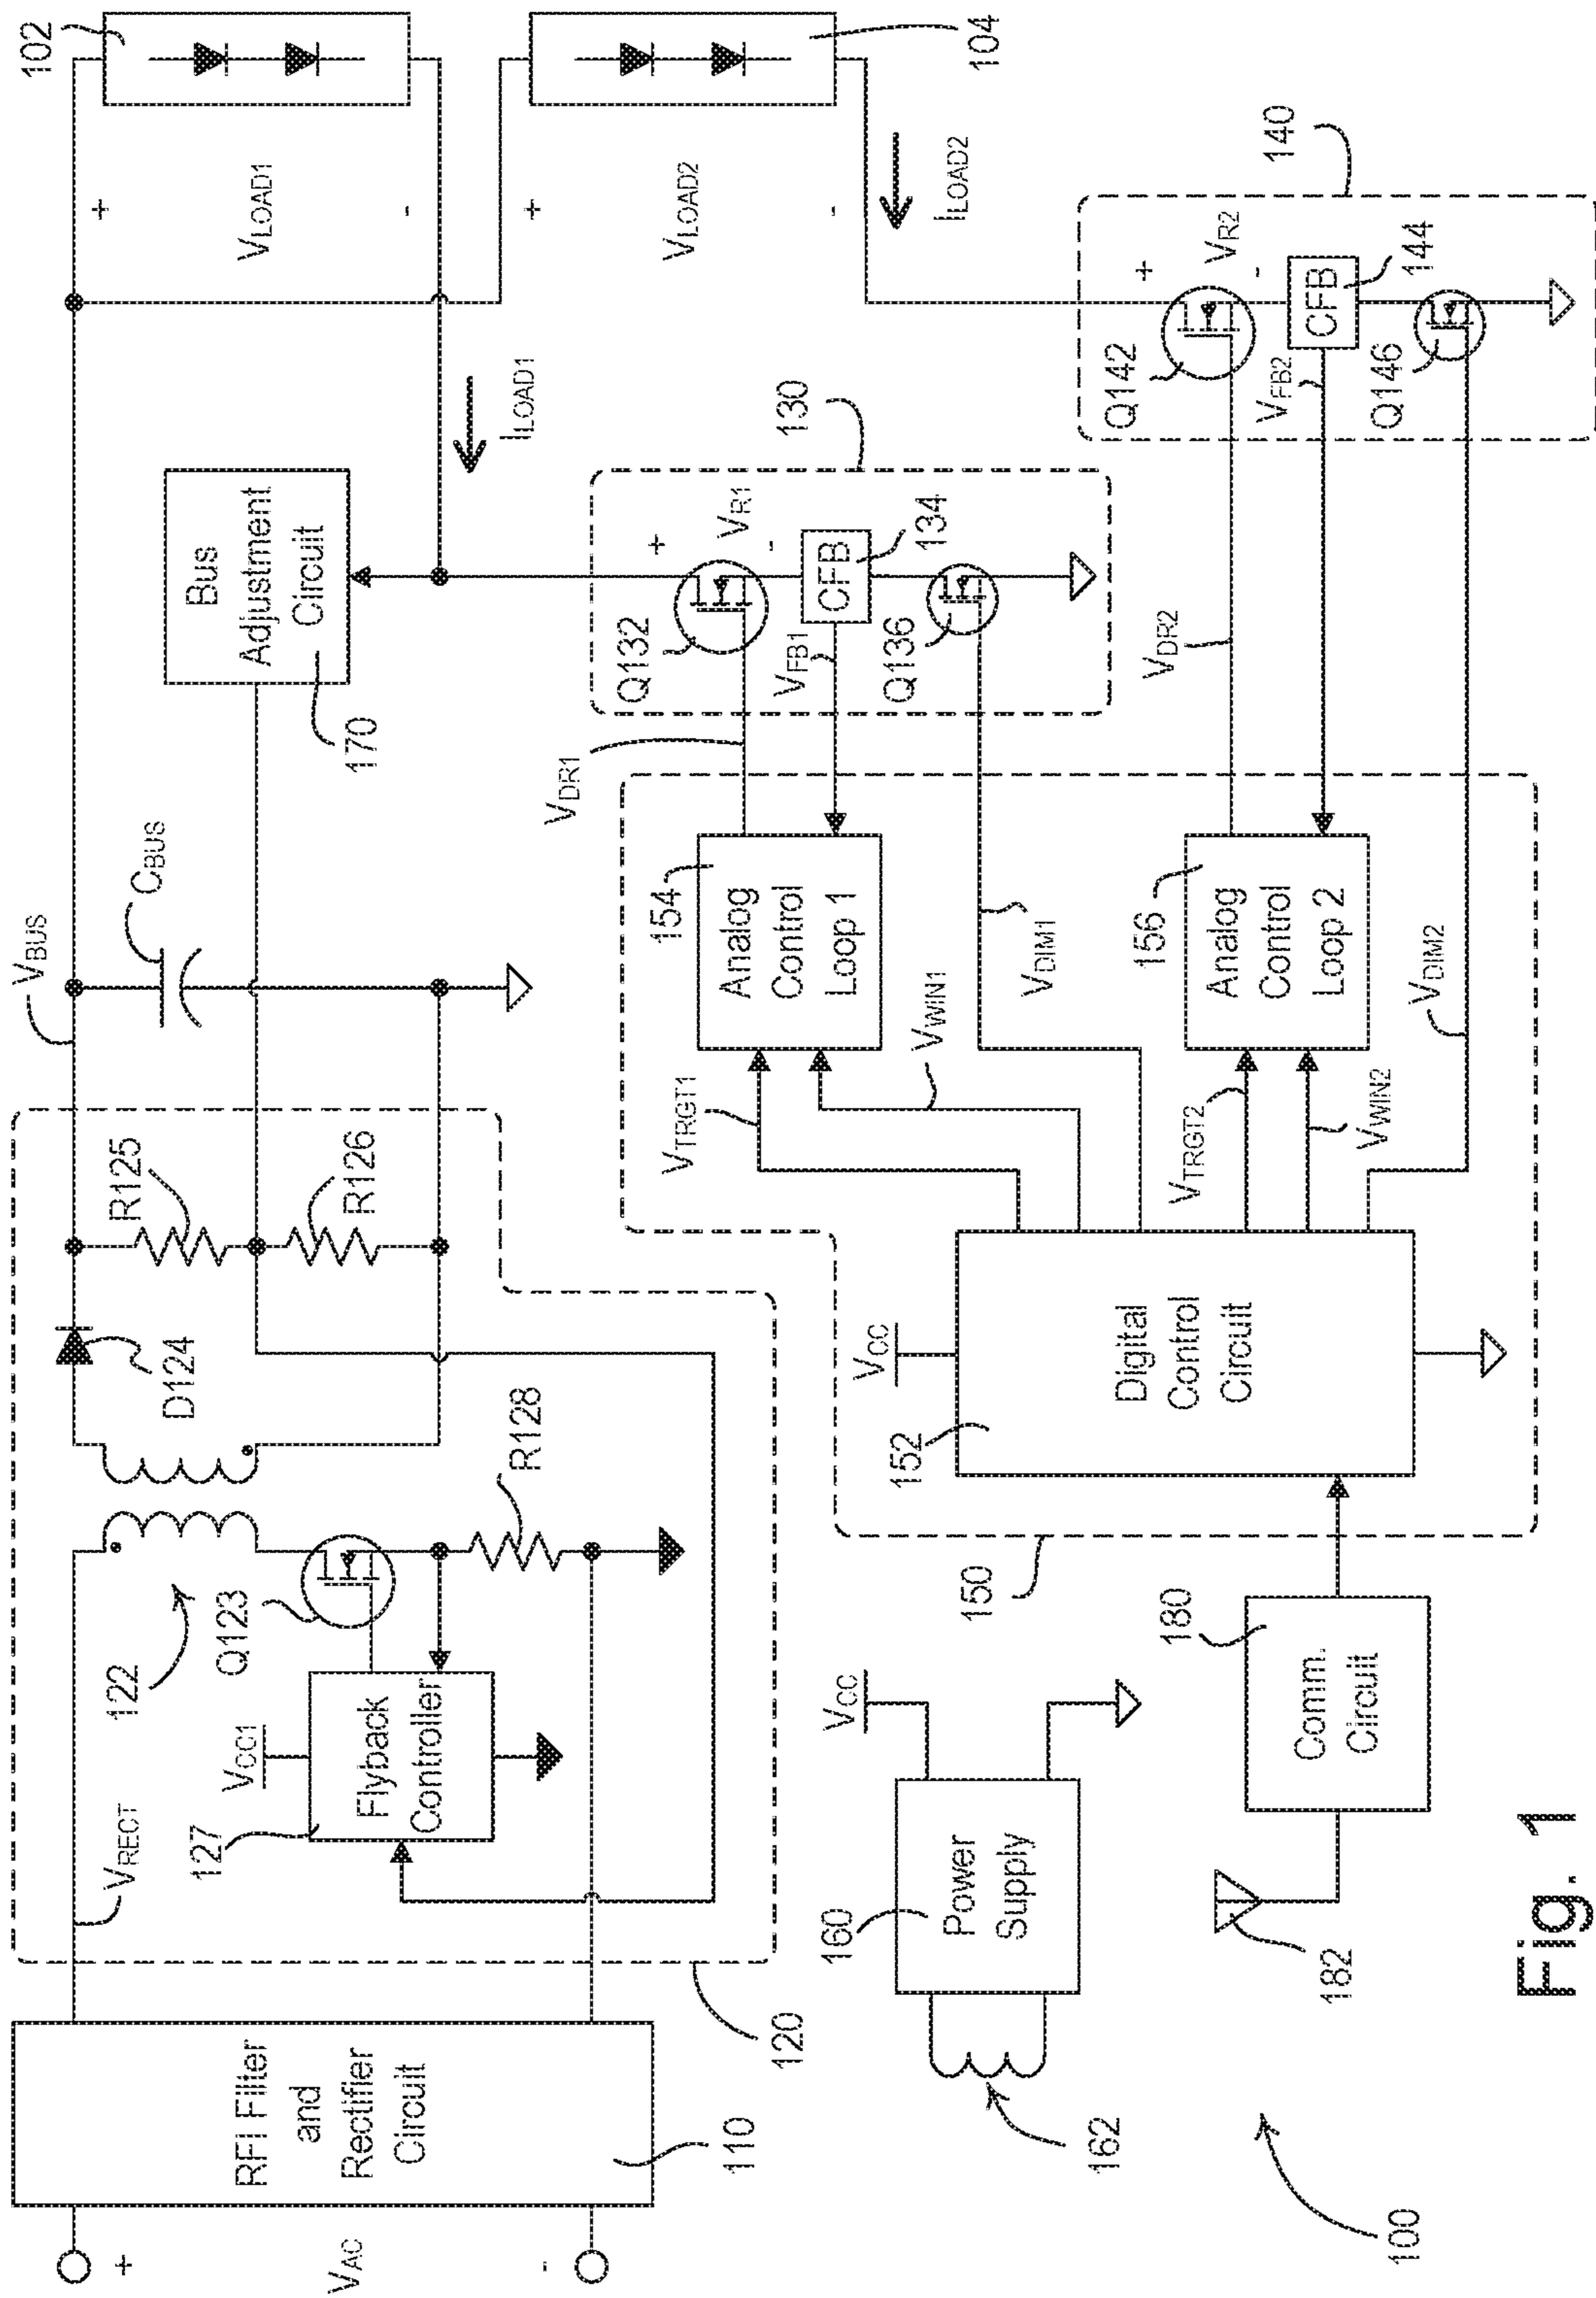 +
VAC
-
RFI Filter
and
Rectifier
Circuit
110
VRECT
120
122
Q123
VCC1
127
Flyback
Controller
R128
D124
R125
R126
VBUS
CBUS
Bus
Adjustment
Circuit
170
102
+
VLOAD1
-
ILOAD1
104
+
VLOAD2
-
ILOAD2
130
Q132
+
VR1
-
VFB1
CFB
134
Q136
VDR1
140
Q142
+
VR2
-
VFB2
CFB
144
Q146
VDR2
154
Analog
Control
Loop 1
VTRGT1
VWIN1
VDIM1
156
Analog
Control
Loop 2
VTRGT2
VWIN2
VDIM2
VCC
152
Digital
Control
Circuit
150
160
Power
Supply
VCC
162
180
Comm.
Circuit
182
100
Fig. 1